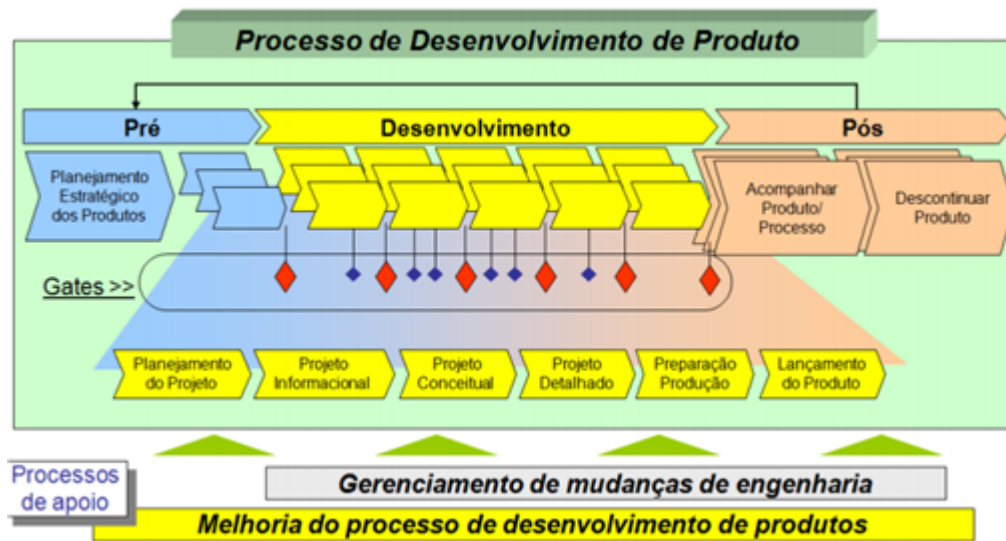 Processo de Desenvolvimento de Produto
Pré
Desenvolvimento
Pós
Planejamento
Estratégico
dos Produtos
Acompanhar
Produto/
Processo
Descontinuar
Produto
Gates >>
Planejamento
do Projeto
Projeto
Informacional
Projeto
Conceitual
Projeto
Detalhado
Preparação
Produção
Lançamento
do Produto
Processos
de apoio
Gerenciamento de mudanças de engenharia
Melhoria do processo de desenvolvimento de produtos